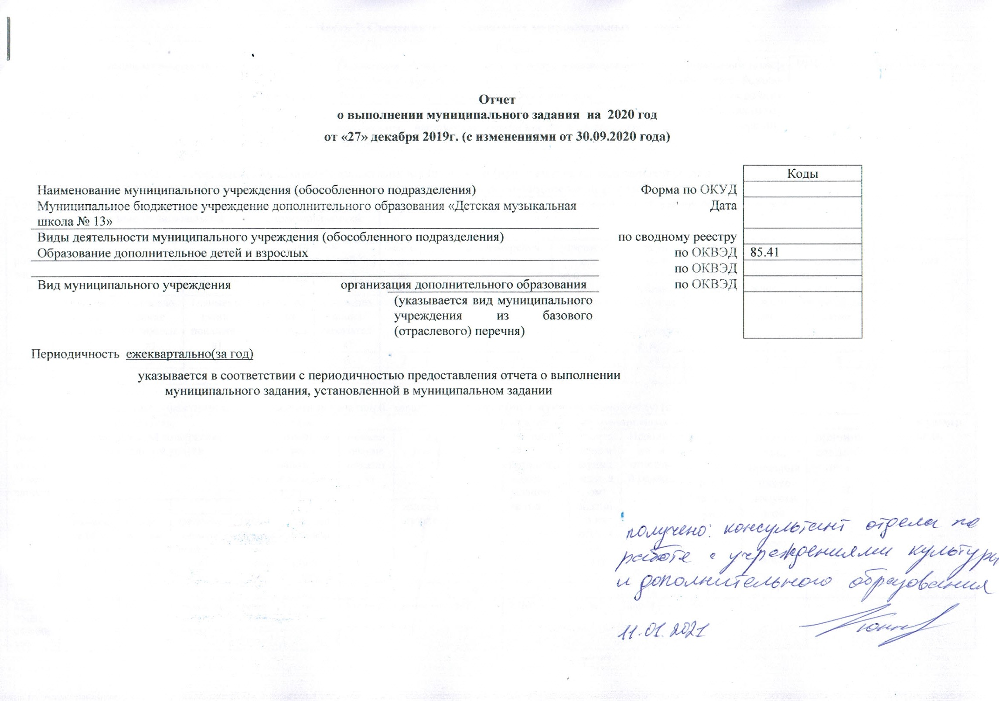 Отчет
о выполнении муниципального задания на 2020 год
от «27» декабря 2019г. (с изменениями от 30.09.2020 года)
Коды
Наименование муниципального учреждения (обособленного подразделения) Форма по ОКУД
Муниципальное бюджетное учреждение дополнительного образования «Детская музыкальная Дата
школа № 13»
Виды деятельности муниципального учреждения (обособленного подразделения) по сводному реестру
Образование дополнительное детей и взрослых по ОКВЭД 85.41
по ОКВЭД
Вид муниципального учреждения организация дополнительного образования по ОКВЭД
(указывается вид муниципального
учреждения из базового
(отраслевого) перечня)
Периодичность ежеквартально(за год)
указывается в соответствии с периодичностью предоставления отчета о выполнении
муниципального задания, установленной в муниципальном задании
получено: консультант отдела по
работе с учреждениями культуры
и дополнительного образования
11.01.2021